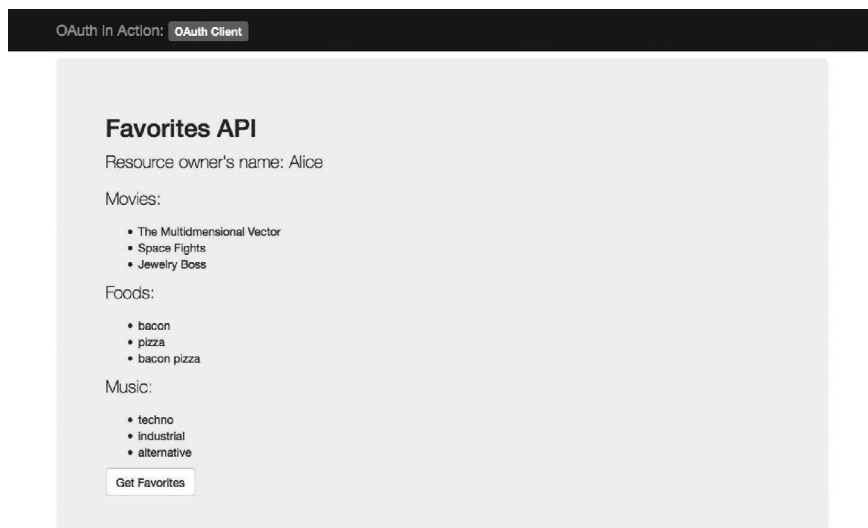 OAuth in Action: OAuth Client
Favorites API
Resource owner's name: Alice
Movies:
• The Multidmensional Vector
• Space Fights
• Jewelry Boss
Foods:
• bacon
• pizza
• bacon pizza
Music:
• techno
• industrial
• alternative
Get Favorites